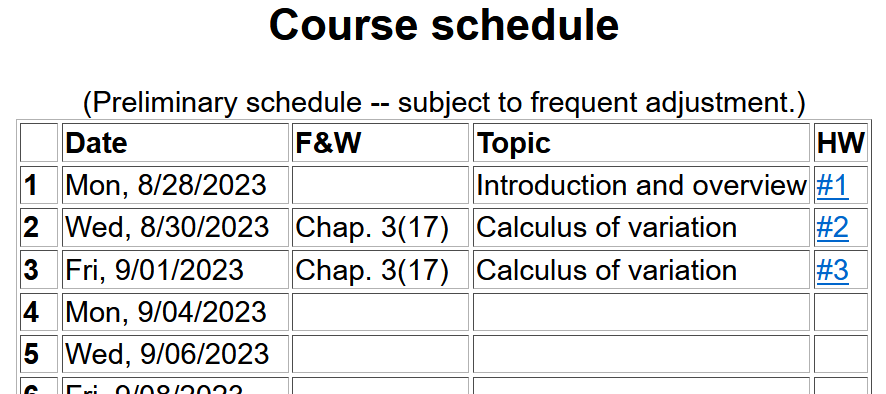 Course schedule
(Preliminary schedule -- subject to frequent adjustment.)
Date F&W Topic HW
1 Mon, 8/28/2023 Introduction and overview #1
2 Wed, 8/30/2023 Chap. 3(17) Calculus of variation #2
3 Fri, 9/01/2023 Chap. 3(17) Calculus of variation #3
4 Mon, 9/04/2023
5 Wed, 9/06/2023
6 Fri, 9/08/2023